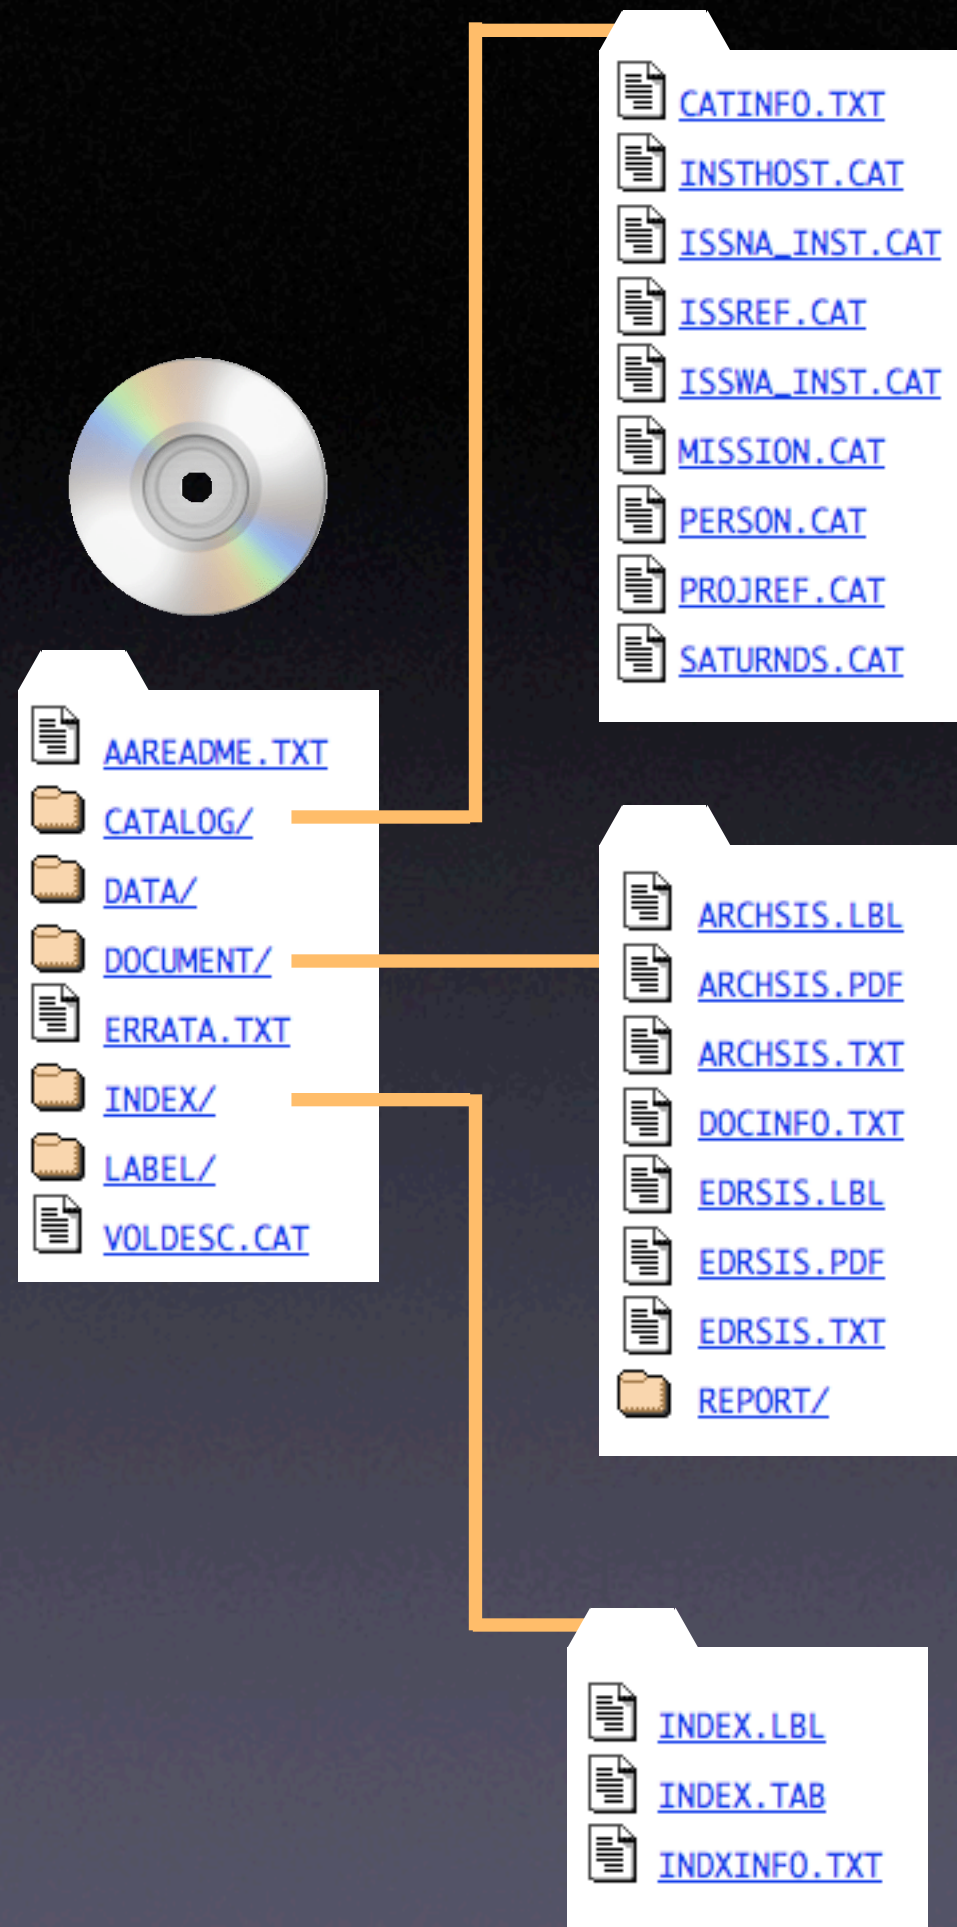 CATINFO.TXT
INSTHOST.CAT
ISSNA_INST.CAT
ISSREF.CAT
ISSWA_INST.CAT
MISSION.CAT
PERSON.CAT
PROJREF.CAT
SATURNDS.CAT
AAREADME.TXT
CATALOG/
DATA/
DOCUMENT/
ERRATA.TXT
INDEX/
LABEL/
VOLDESC.CAT
ARCHSIS.LBL
ARCHSIS.PDF
ARCHSIS.TXT
DOCINFO.TXT
EDRSIS.LBL
EDRSIS.PDF
EDRSIS.TXT
REPORT/
INDEX.LBL
INDEX.TAB
INDXINFO.TXT